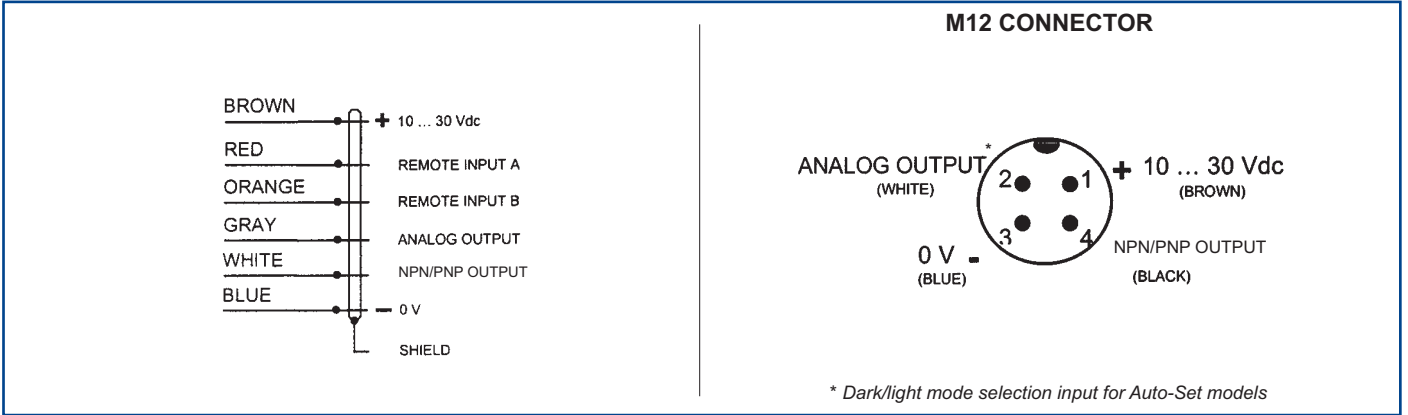 BROWN
+ 10 ... 30 Vdc
RED
REMOTE INPUT A
ORANGE
REMOTE INPUT B
GRAY
ANALOG OUTPUT
WHITE
NPN/PNP OUTPUT
BLUE
- 0 V
SHIELD
M12 CONNECTOR
ANALOG OUTPUT*
(WHITE)
2
1
+ 10 ... 30 Vdc
(BROWN)
3
4
0 V -
(BLUE)
NPN/PNP OUTPUT
(BLACK)
* Dark/light mode selection input for Auto-Set models